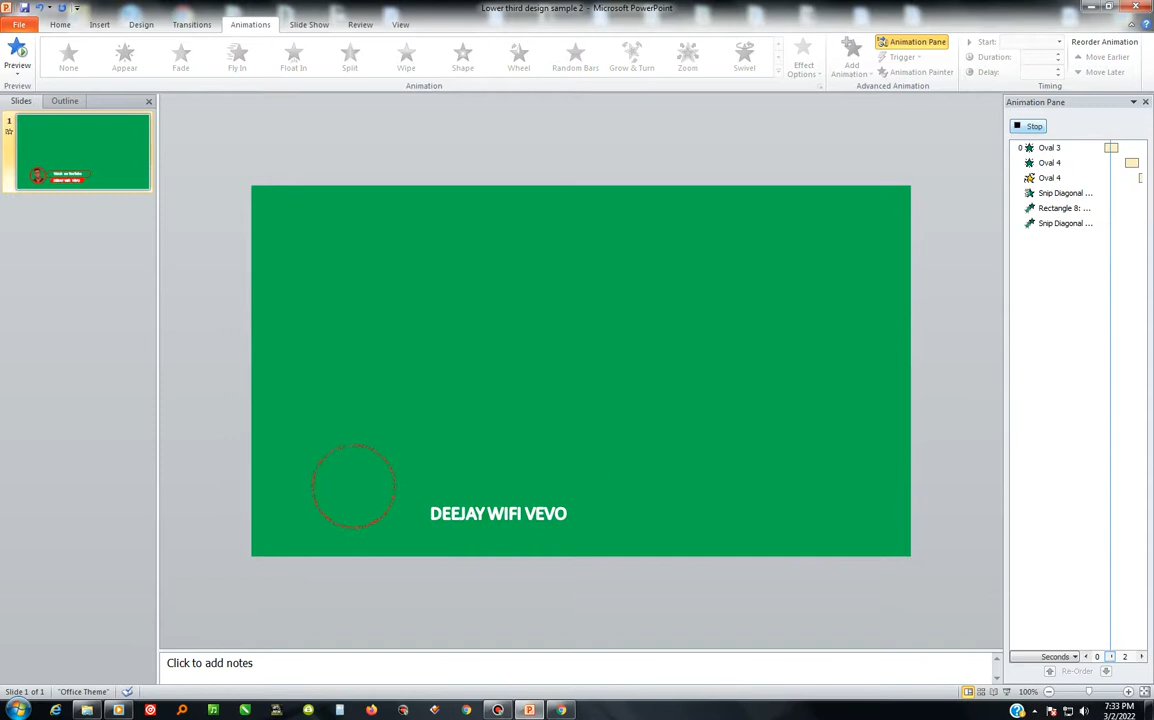 Lower third design sample 2 - Microsoft PowerPoint
File Home Insert Design Transitions Animations Slide Show Review View
Preview
None Appear Fade Fly In Float In Split Wipe Shape Wheel Random Bars Grow & Turn Zoom Swivel
Effect Options
Add Animation
Animation Pane
Trigger
Animation Painter
Start:
Duration:
Delay:
Reorder Animation
Move Earlier
Move Later
Preview Animation Advanced Animation Timing
Slides Outline
1
DEEJAY WIFI VEVO
Click to add notes
Animation Pane
Stop
0 Oval 3
Oval 4
Oval 4
Snip Diagonal ...
Rectangle 8: ...
Snip Diagonal ...
Seconds 0 2
Re-Order
Slide 1 of 1 "Office Theme" 100%
7:33 PM
3/2/2022